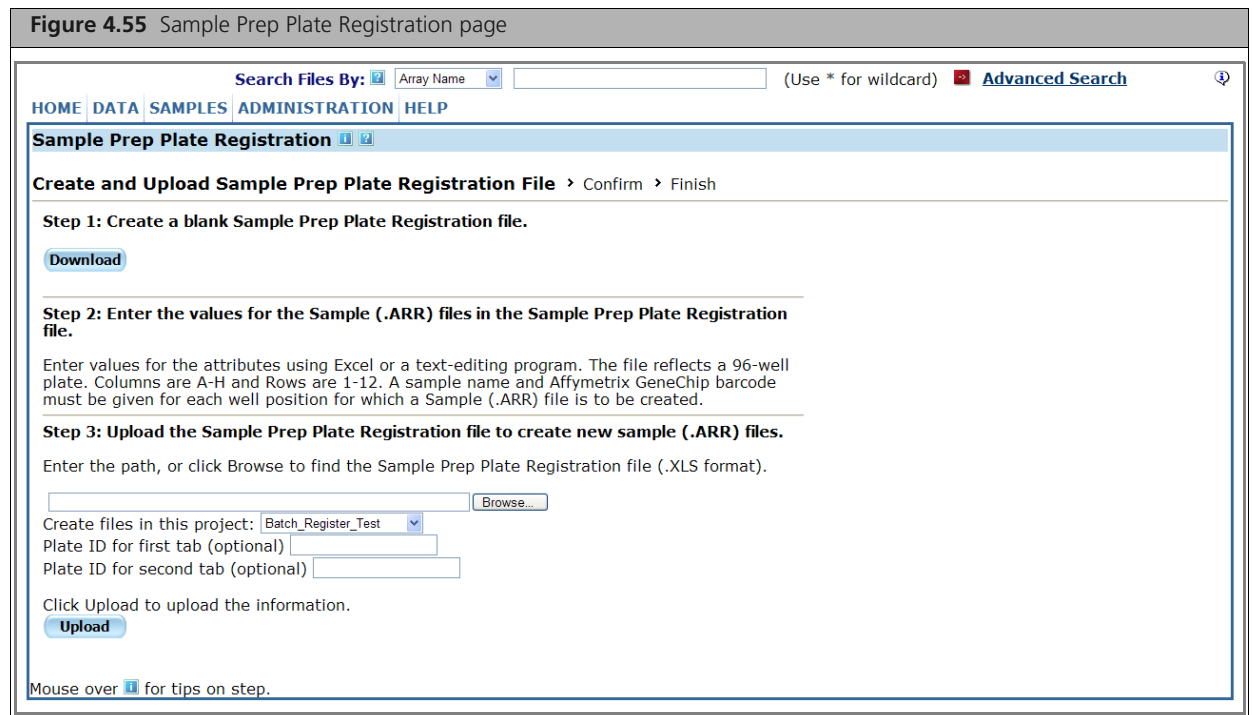 Figure 4.55 Sample Prep Plate Registration page
Search Files By: Array Name (Use * for wildcard) Advanced Search
HOME DATA SAMPLES ADMINISTRATION HELP
Sample Prep Plate Registration
Create and Upload Sample Prep Plate Registration File > Confirm > Finish
Step 1: Create a blank Sample Prep Plate Registration file.
Download
Step 2: Enter the values for the Sample (.ARR) files in the Sample Prep Plate Registration
file.
Enter values for the attributes using Excel or a text-editing program. The file reflects a 96-well
plate. Columns are A-H and Rows are 1-12. A sample name and Affymetrix GeneChip barcode
must be given for each well position for which a Sample (.ARR) file is to be created.
Step 3: Upload the Sample Prep Plate Registration file to create new sample (.ARR) files.
Enter the path, or click Browse to find the Sample Prep Plate Registration file (.XLS format).
Browse...
Create files in this project: Batch_Register_Test
Plate ID for first tab (optional)
Plate ID for second tab (optional)
Click Upload to upload the information.
Upload
Mouse over i for tips on step.